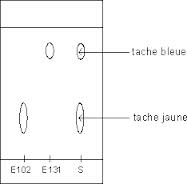 tache bleue
tache jaune
E102 E131 S